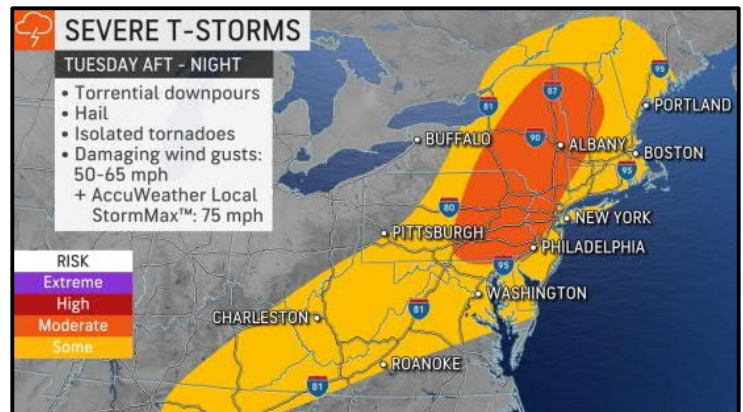 SEVERE T-STORMS
TUESDAY AFT - NIGHT
• Torrential downpours
• Hail
• Isolated tornadoes
• Damaging wind gusts:
50-65 mph
+ AccuWeather Local
StormMax™: 75 mph
RISK
Extreme
High
Moderate
Some
95
87
81
PORTLAND
BUFFALO
90
ALBANY
BOSTON
95
80
NEW YORK
PITTSBURGH
PHILADELPHIA
95
WASHINGTON
CHARLESTON
81
ROANOKE
81